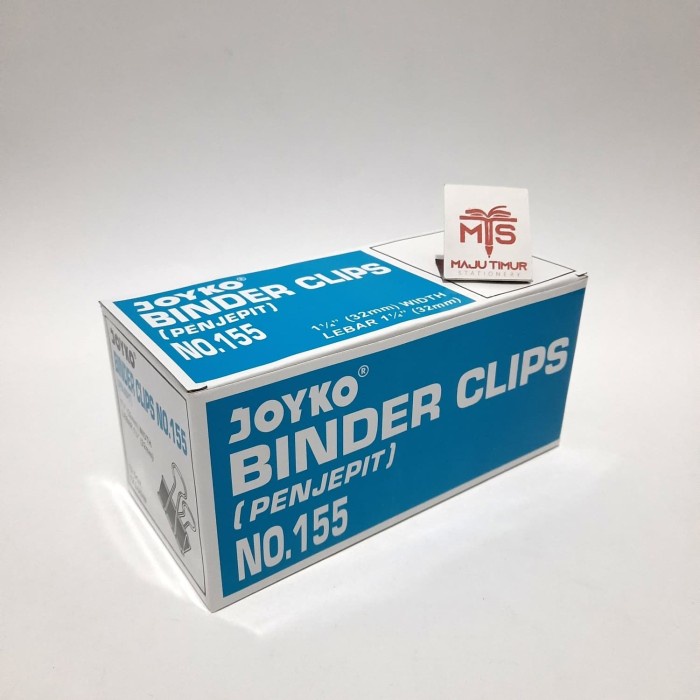 MTS
MAJU TIMUR
STATIONERY
JOYKO®
BINDER CLIPS
(PENJEPIT)
NO.155
1¼" (32mm) WIDTH
LEBAR 1¼" (32mm)
JOYKO
BINDER CLIPS NO.155
JOYKO®
BINDER CLIPS
(PENJEPIT)
NO.155